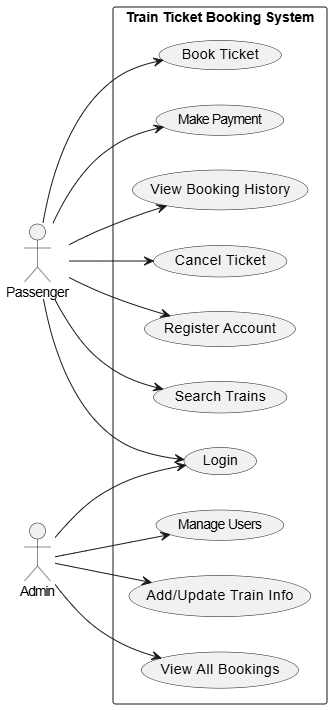 Train Ticket Booking System
Book Ticket
Make Payment
View Booking History
Cancel Ticket
Passenger
Register Account
Search Trains
Login
Manage Users
Admin
Add/Update Train Info
View All Bookings